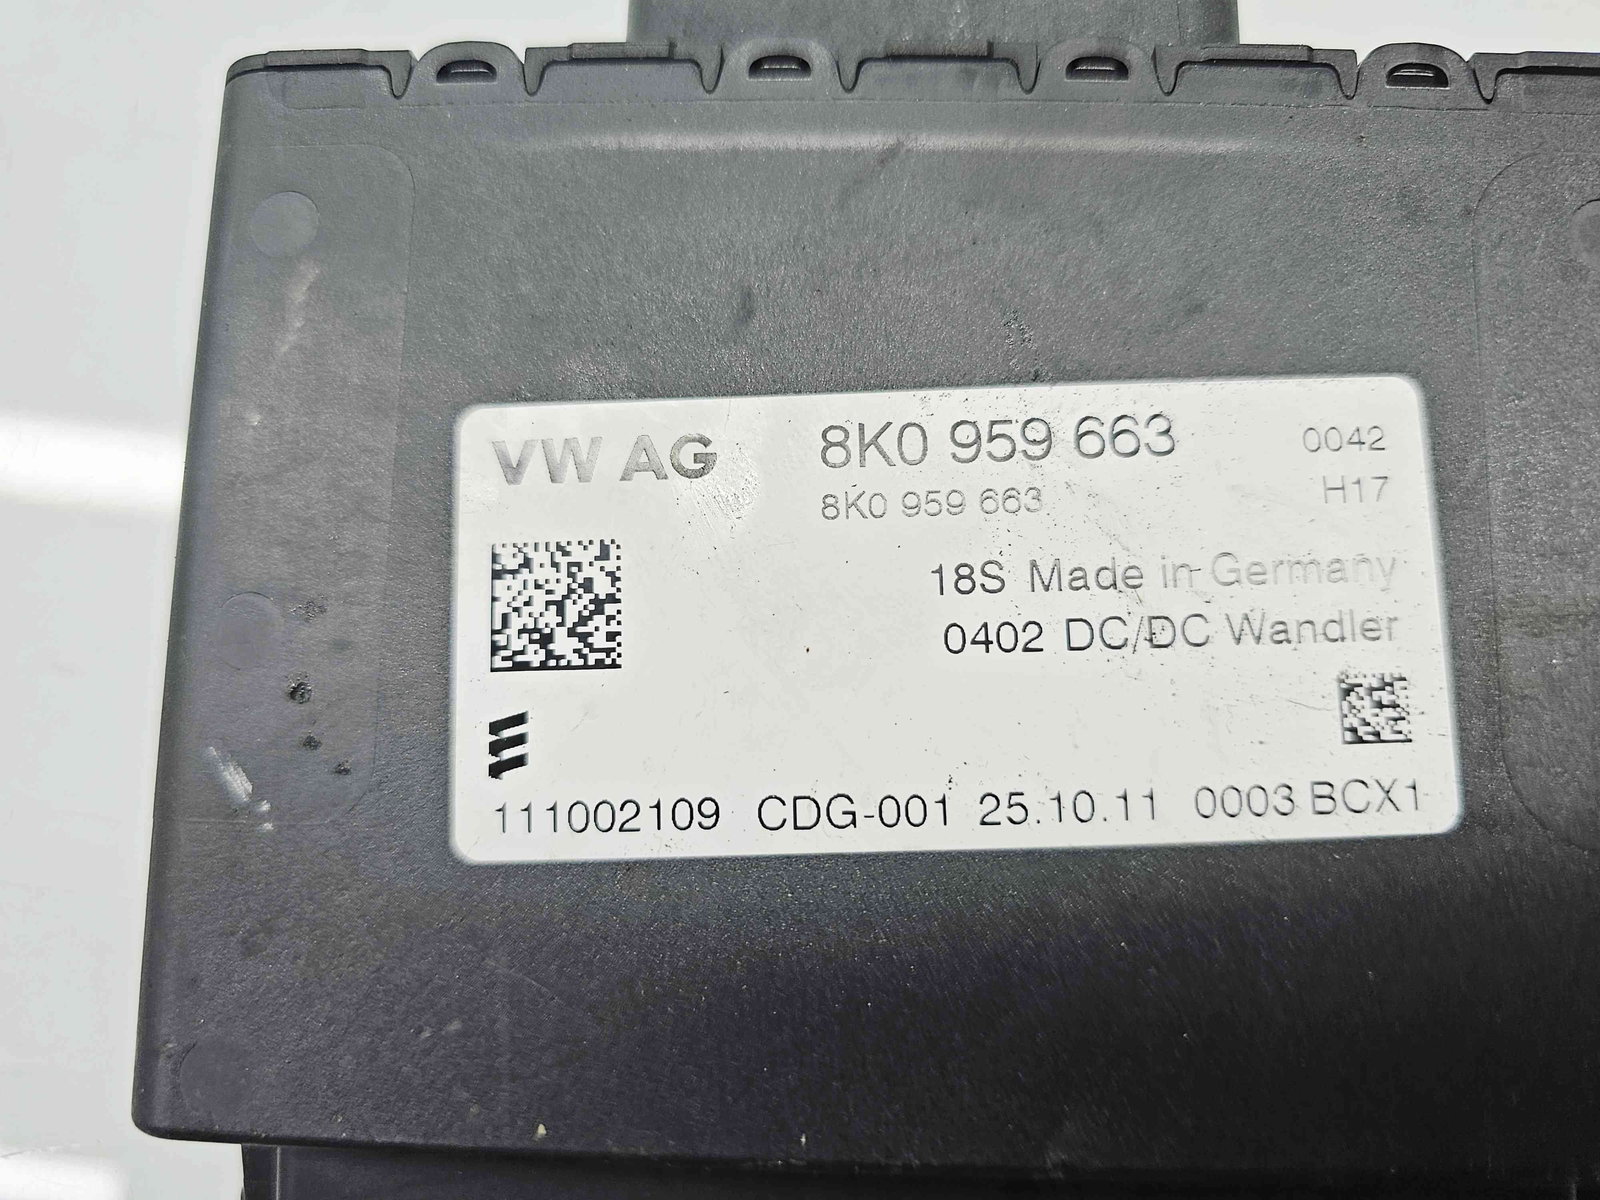 VW AG 8K0 959 663 0042
8K0 959 663 H17
18S Made in Germany
0402 DC/DC Wandler
111002109 CDG-001 25.10.11 0003 BCX1